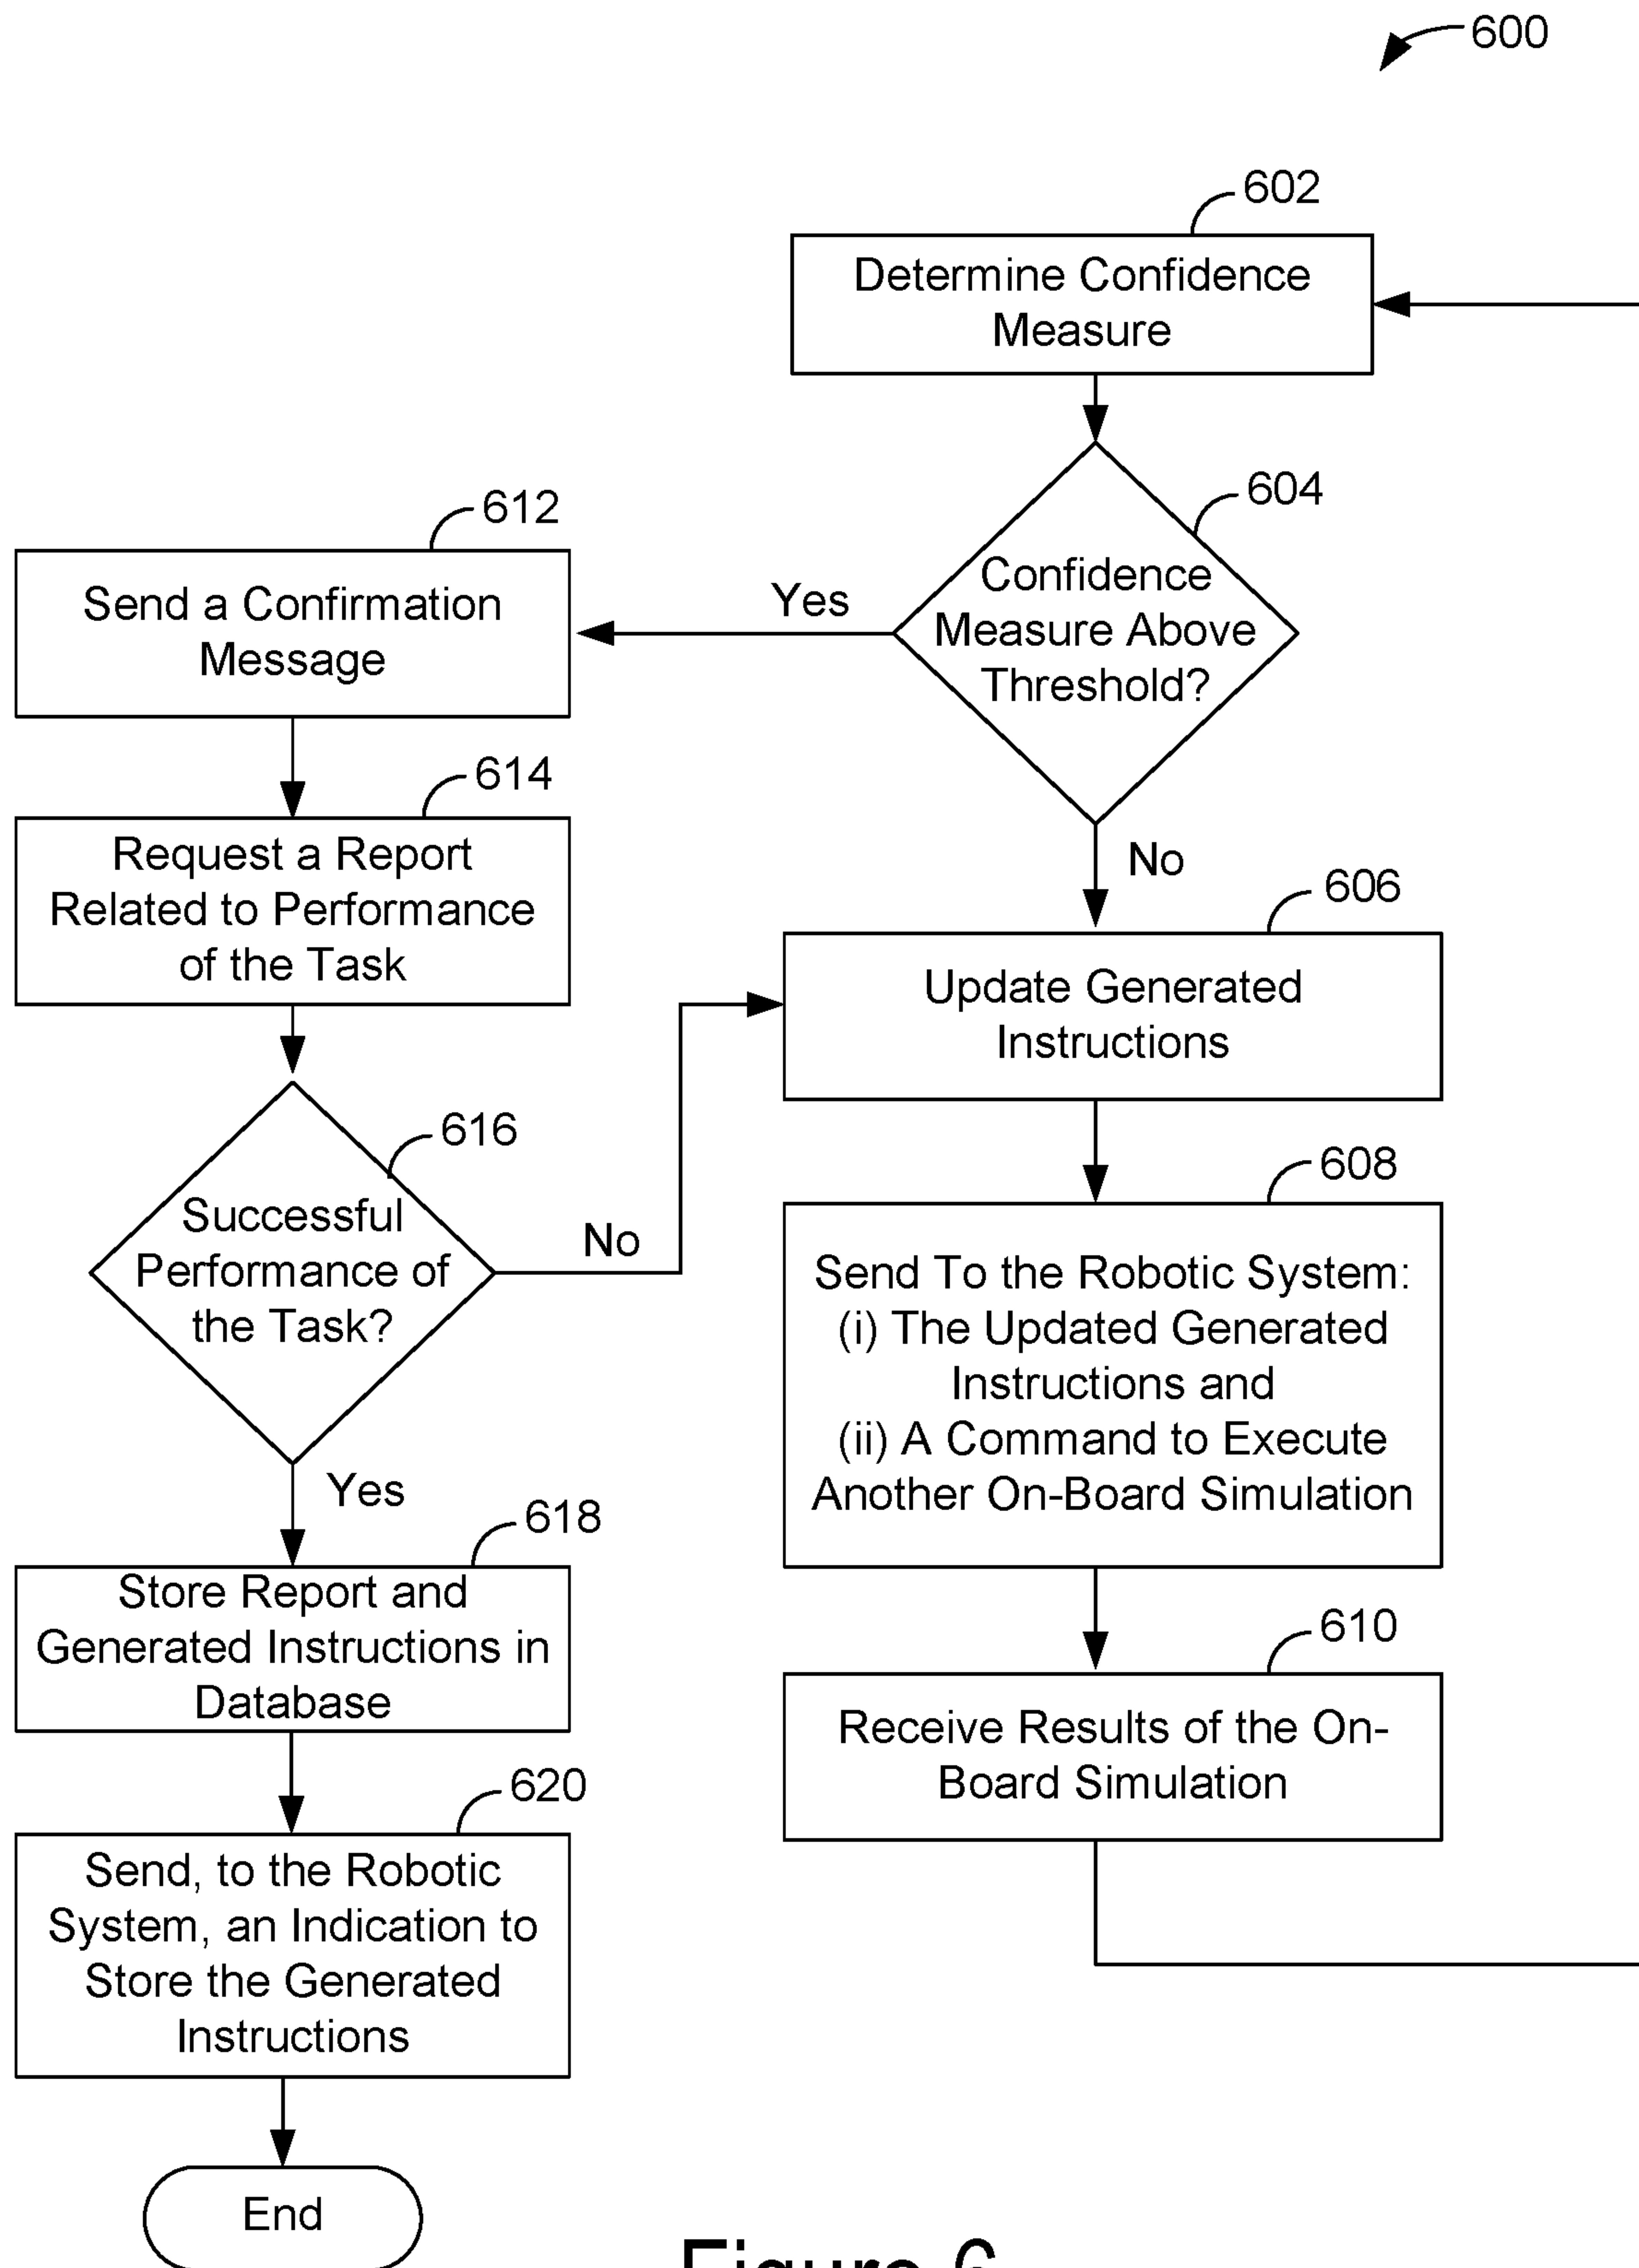 600
602
Determine Confidence
Measure
604
Confidence
Measure Above
Threshold?
Yes
No
612
Send a Confirmation
Message
614
Request a Report
Related to Performance
of the Task
616
Successful
Performance of
the Task?
No
Yes
606
Update Generated
Instructions
608
Send To the Robotic System:
(i) The Updated Generated
Instructions and
(ii) A Command to Execute
Another On-Board Simulation
610
Receive Results of the On-
Board Simulation
618
Store Report and
Generated Instructions in
Database
620
Send, to the Robotic
System, an Indication to
Store the Generated
Instructions
End
Figure 6